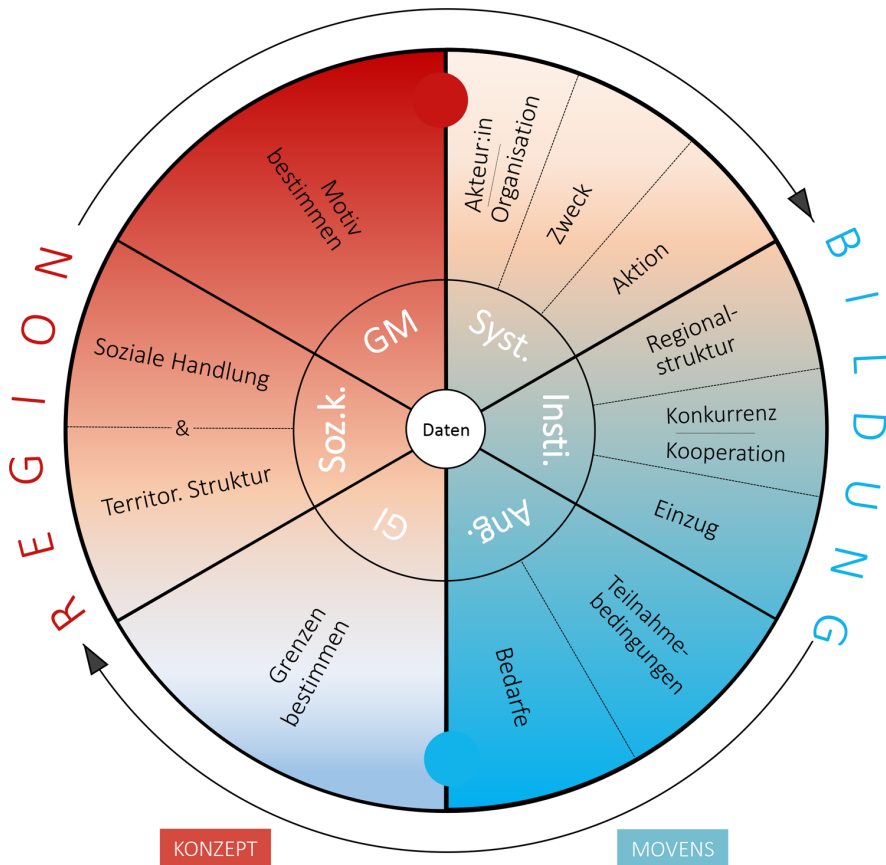 REGION
BILDUNG
Motiv
bestimmen
Soziale Handlung
&
Territor. Struktur
Grenzen
bestimmen
GM
Soz.k.
GI
Daten
Syst.
Insti.
Ang.
Akteur:in
Organisation
Zweck
Aktion
Regional-
struktur
Konkurrenz
Kooperation
Einzug
Teilnahme-
bedingungen
Bedarfe
KONZEPT
MOVENS